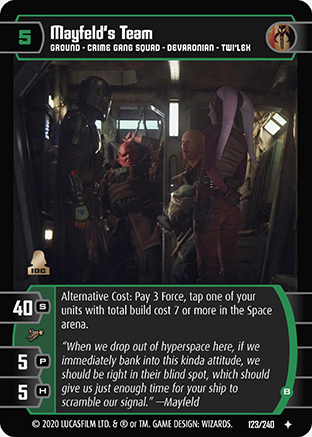 5
Mayfeld's Team
GROUND - CRIME GANG SQUAD - DEVARONIAN - TWI'LEK
IDC
40 S
5 P
5 H
Alternative Cost: Pay 3 Force, tap one of your
units with total build cost 7 or more in the Space
arena.
"When we drop out of hyperspace here, if we
immediately bank into this kinda attitude, we
should be right in their blind spot, which should
give us just enough time for your ship to
scramble our signal." —Mayfeld
B
© 2020 LUCASFILM LTD. & ® OR TM. GAME DESIGN: WIZARDS. 123/240